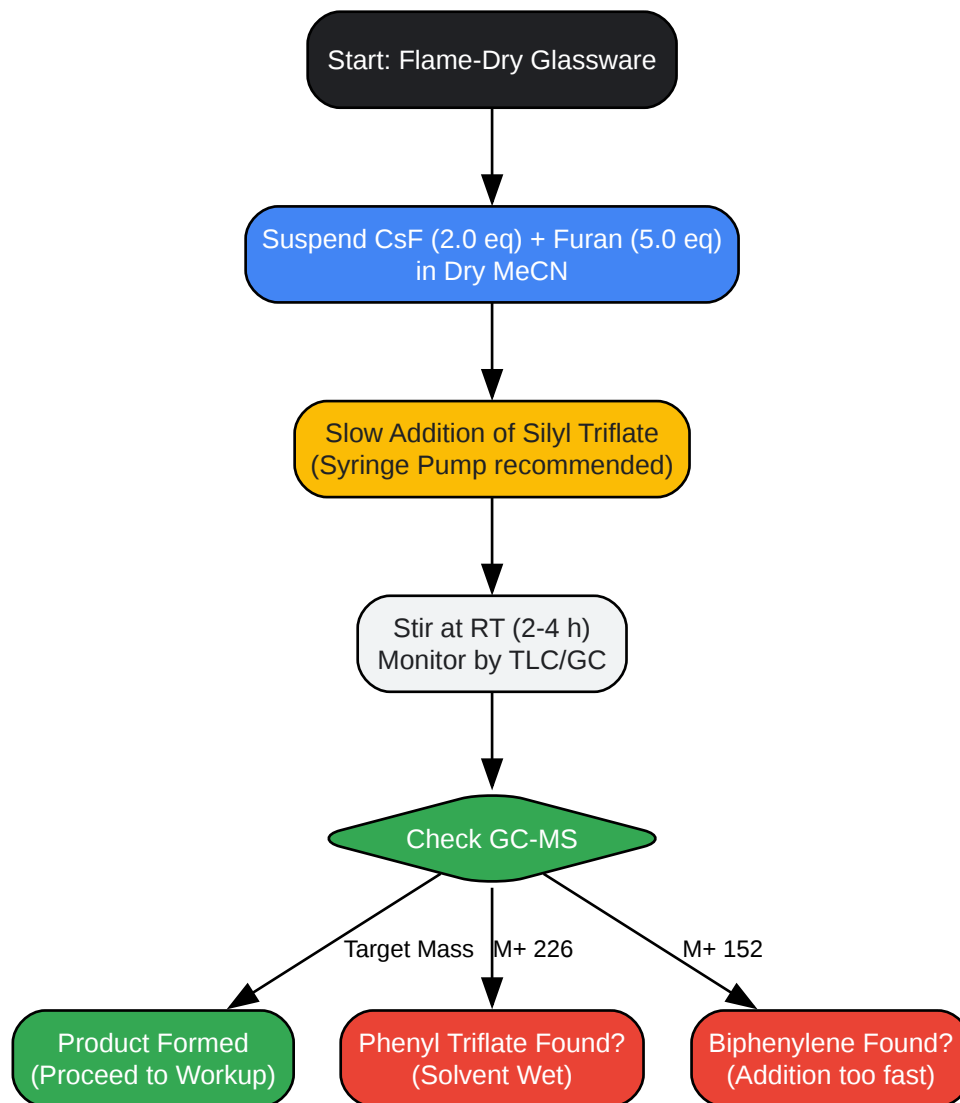 Start: Flame-Dry Glassware
Suspend CsF (2.0 eq) + Furan (5.0 eq)
in Dry MeCN
Slow Addition of Silyl Triflate
(Syringe Pump recommended)
Stir at RT (2-4 h)
Monitor by TLC/GC
Check GC-MS
Target Mass
M+ 226
M+ 152
Product Formed
(Proceed to Workup)
Phenyl Triflate Found?
(Solvent Wet)
Biphenylene Found?
(Addition too fast)